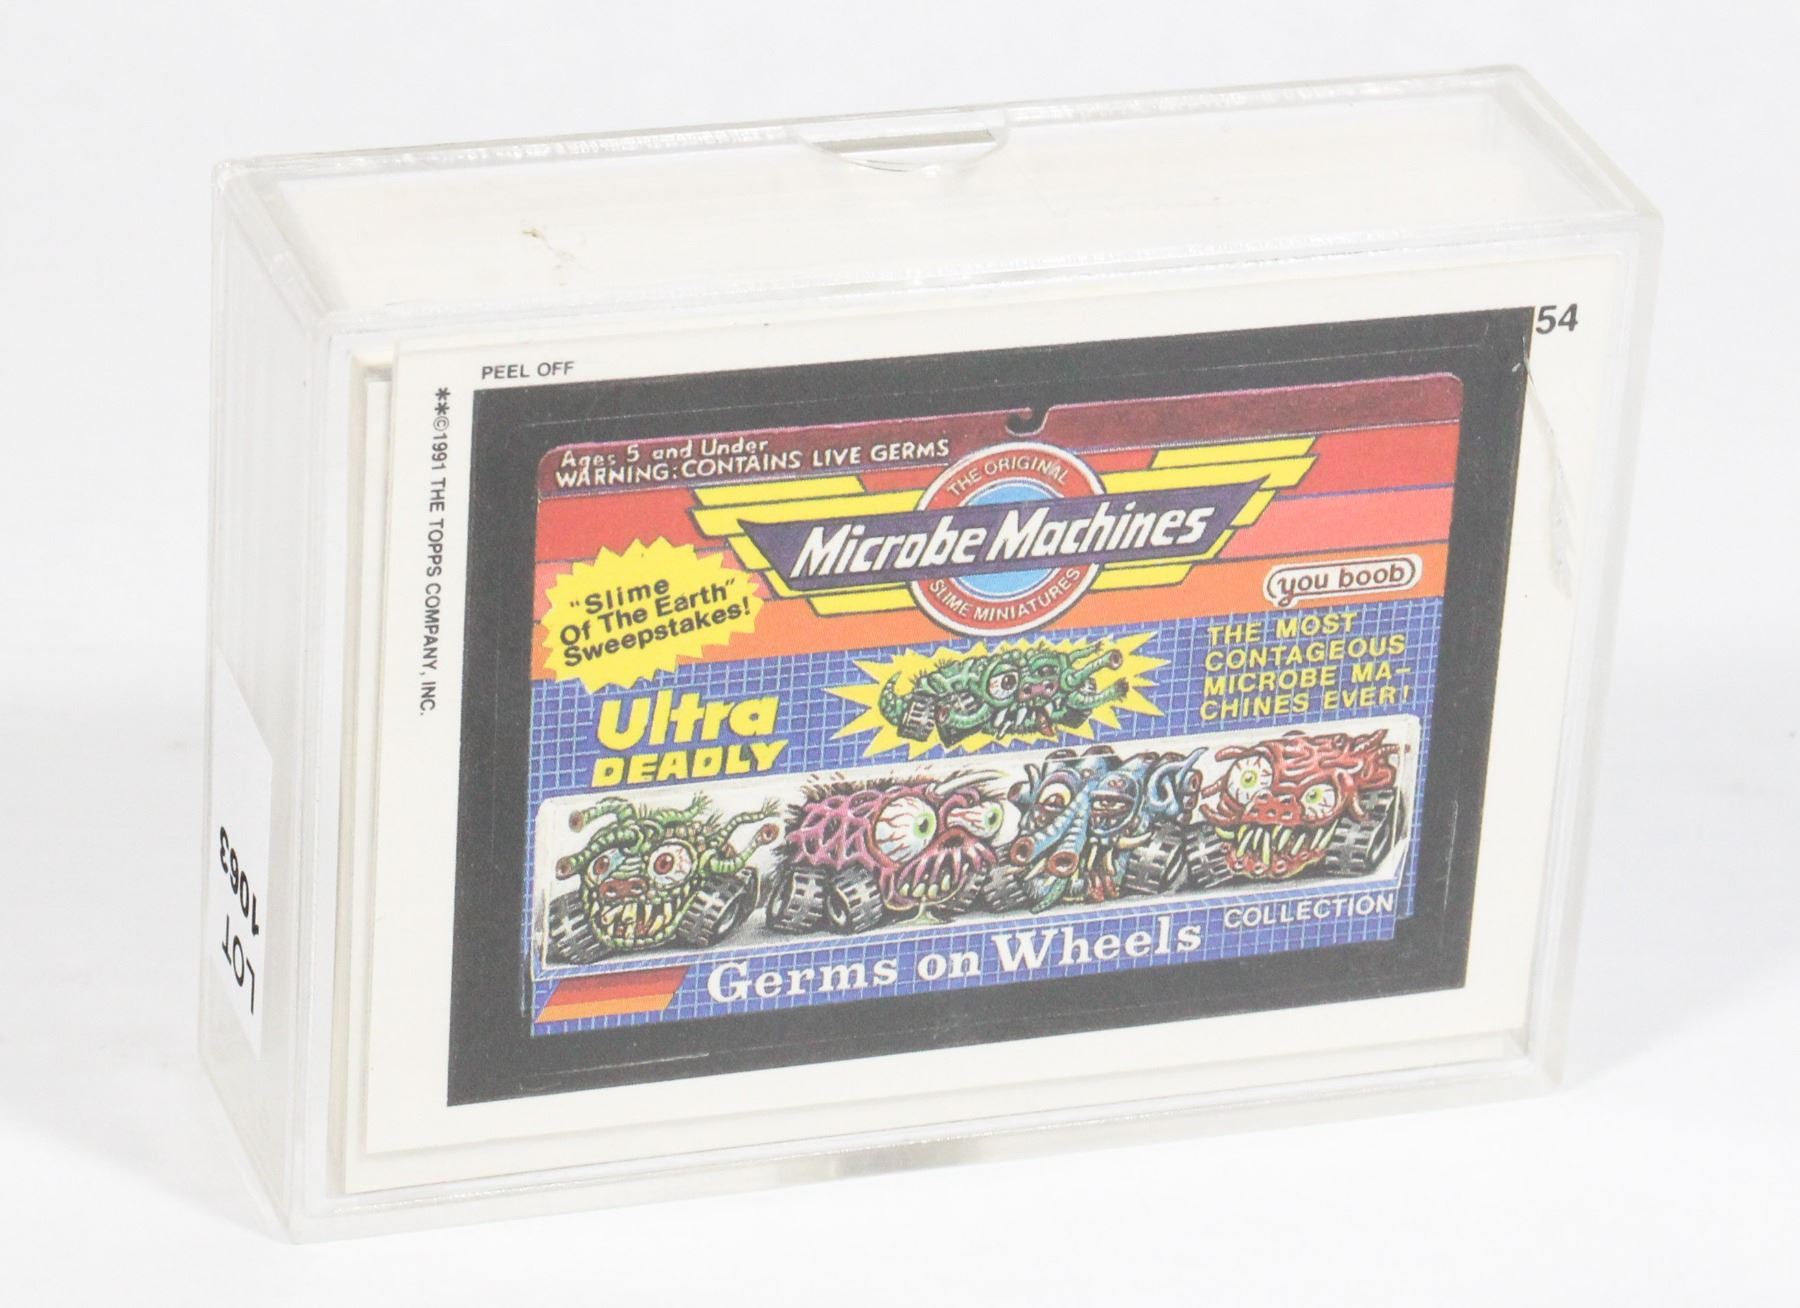 54
PEEL OFF
**©1991 THE TOPPS COMPANY, INC.
Ages 5 and Under
WARNING: CONTAINS LIVE GERMS
THE ORIGINAL
Microbe Machines
SLIME MINIATURES
you boob
"Slime
Of The Earth"
Sweepstakes!
THE MOST
CONTAGEOUS
MICROBE MA-
CHINES EVER!
Ultra
DEADLY
Germs on Wheels COLLECTION
LOT
1063